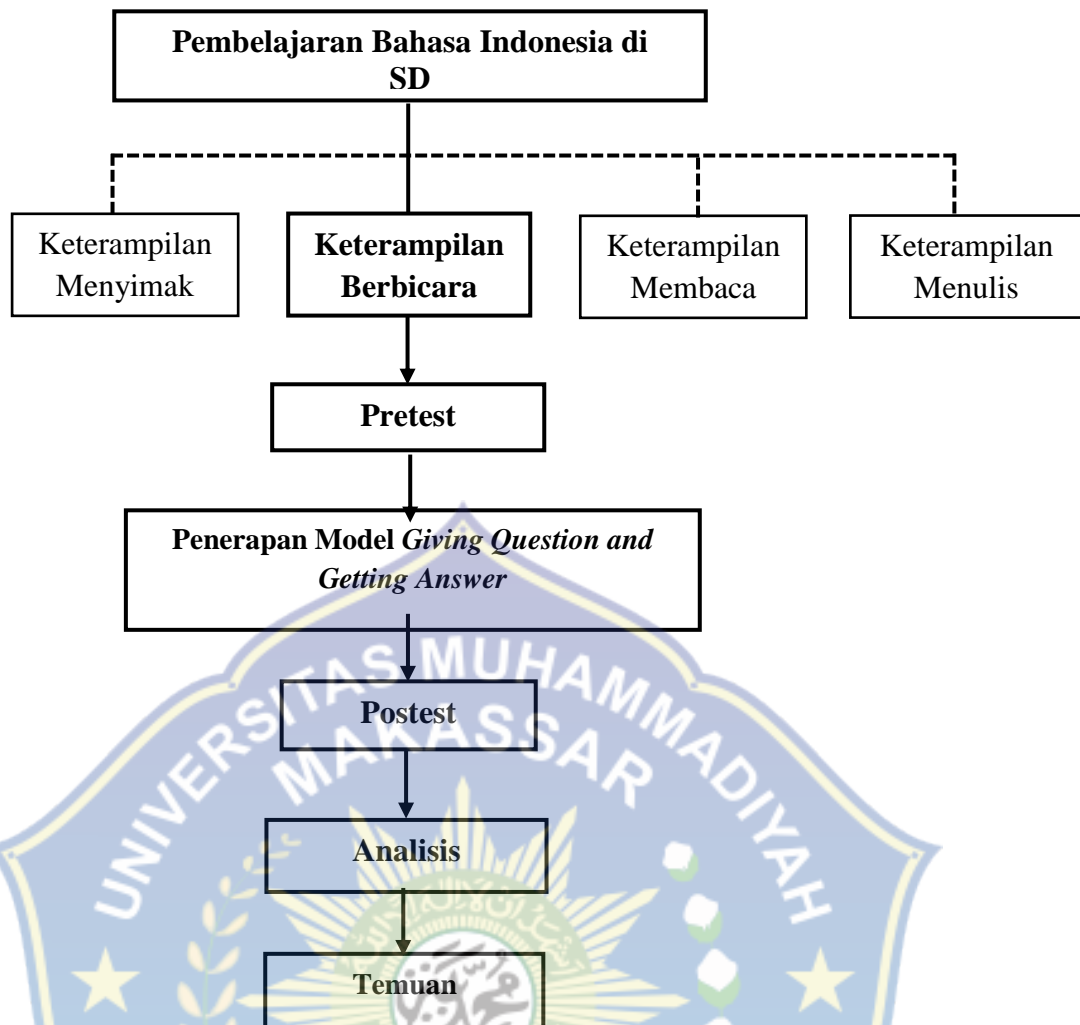 Pembelajaran Bahasa Indonesia di
SD
Keterampilan
Menyimak
Keterampilan
Berbicara
Keterampilan
Membaca
Keterampilan
Menulis
Pretest
Penerapan Model Giving Question and
Getting Answer
UNIVERSITAS MUHAMMADIYAH
MAKASSAR
Postest
Analisis
Temuan